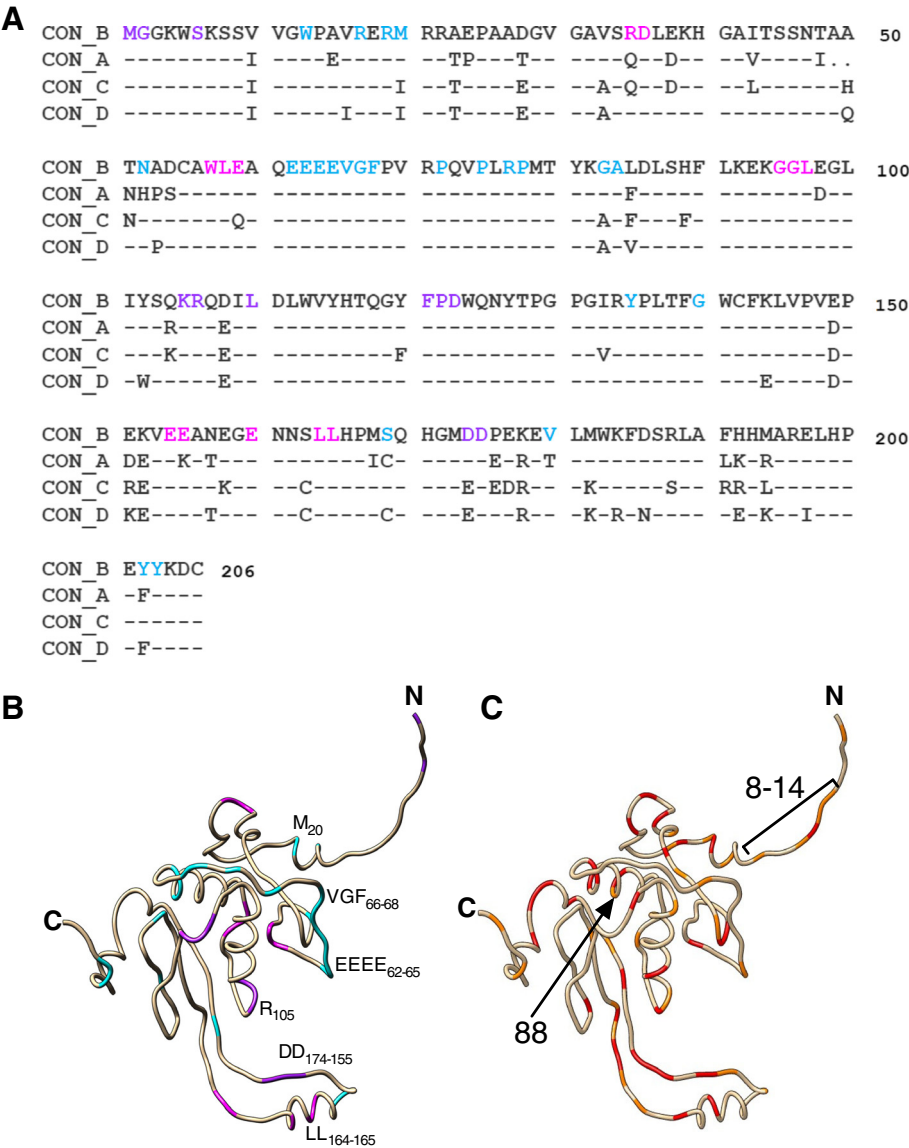 A
CON_B MGGKWSKSSV VGWPAVRERM RRAEPAADGV GAVSRDLEKH GAITSSNTAA 50
CON_A ---------I ----E----- --TP---T-- ----Q--D-- --V----I..
CON_C ---------I ---------I --T----E-- --A-Q--D-- --L------H
CON_D ---------I -----I---I --T----E-- --A------- ---------Q
CON_B TNADCAWLEA QEEEEVGFPV RPQVPLRPMT YKGALDLSHF LKEKGGLEGL 100
CON_A NHPS------ ---------- ---------- ----F----- -------D--
CON_C N-------Q- ---------- ---------- --A-F---F- ----------
CON_D --P------- ---------- ---------- --A-V----- ----------
CON_B IYSQKRQDIL DLWVYHTQGY FPDWQNYTPG PGIRYPLTFG WCFKLVPVEP 150
CON_A ---R---E-- ---------- ---------- ---------- --------D-
CON_C ---K---E-- ---------F ---------- --V------- --------D-
CON_D -W-----E-- ---------- ---------- ---------- ---E----D-
CON_B EKVEEANEGE NNSLLHPMSQ HGMDDPEKEV LMWKFDSRLA FHHMARELHP 200
CON_A DE--K-T--- -------IC- -----E-R-T ---------- LK-R------
CON_C RE-----K-- --C------- ---E-EDR-- -K-----S-- RR-L------
CON_D KE----T--- --C-----C- ---E---R-- -K-R-N---- -E-K--I---
CON_B EYYKDC 206
CON_A -F----
CON_C ------
CON_D -F----
B
N
M20
VGF66-68
C
EEEE62-65
R105
DD174-155
LL164-165
C
N
8-14
C
88